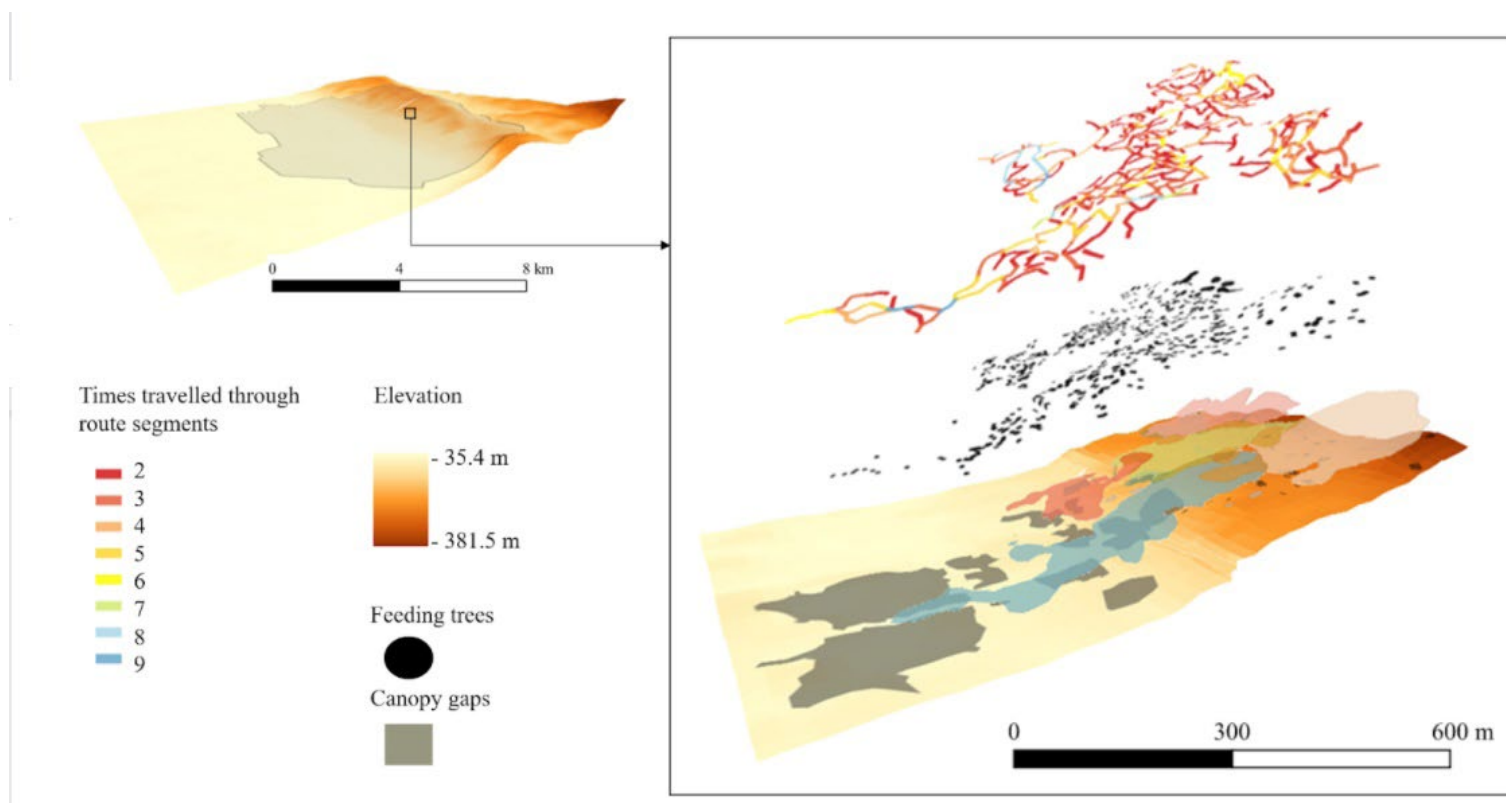 0 4 8 km
Times travelled through
route segments
2
3
4
5
6
7
8
9
Elevation
- 35.4 m
- 381.5 m
Feeding trees
Canopy gaps
0 300 600 m